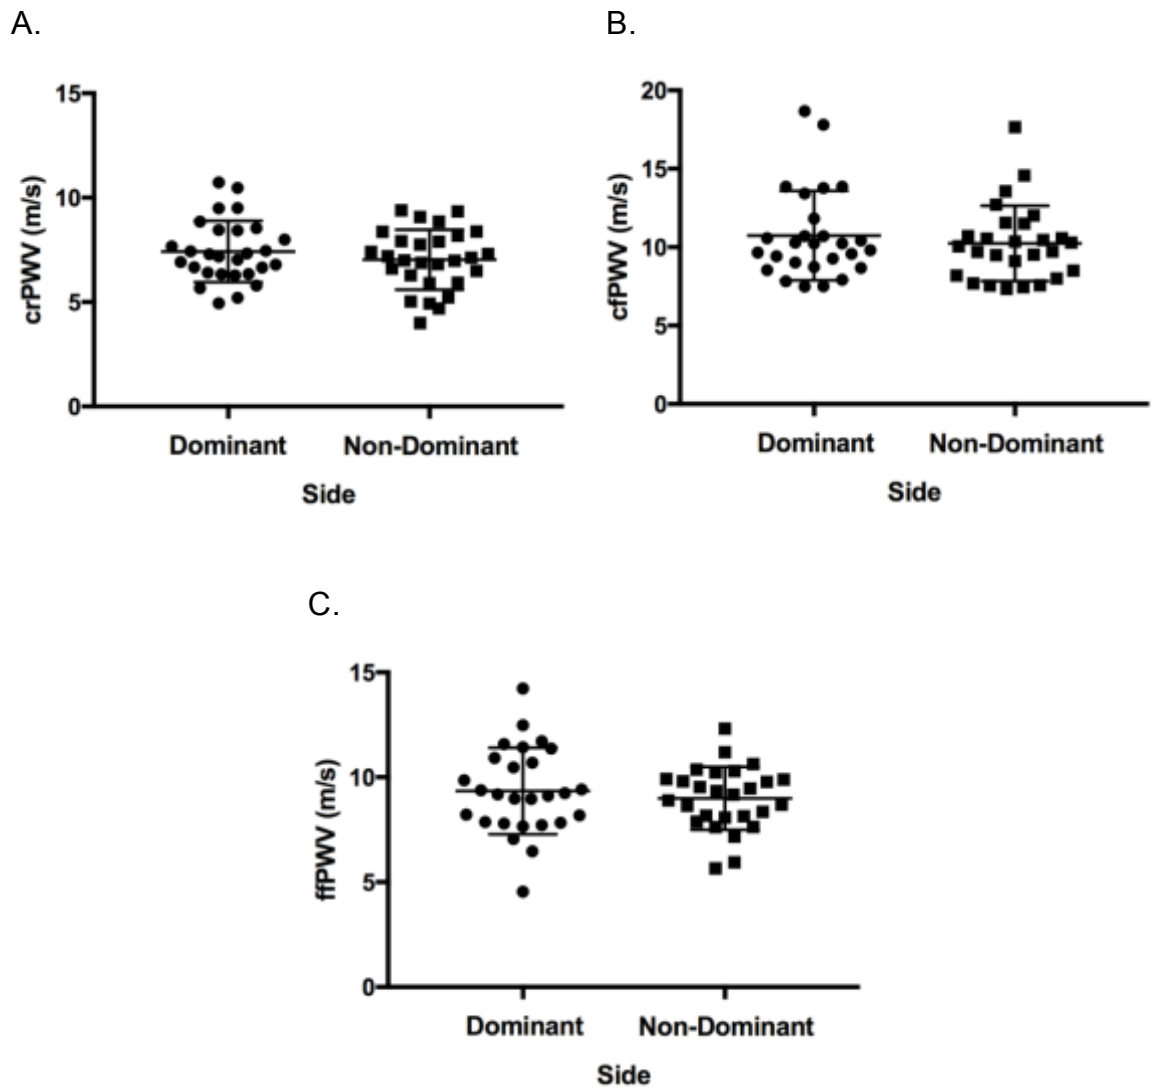 A.
B.
15
10
5
0
crPWV (m/s)
Dominant
Non-Dominant
Side
20
15
10
5
0
cfPWV (m/s)
Dominant
Non-Dominant
Side
C.
15
10
5
0
ffPWV (m/s)
Dominant
Non-Dominant
Side